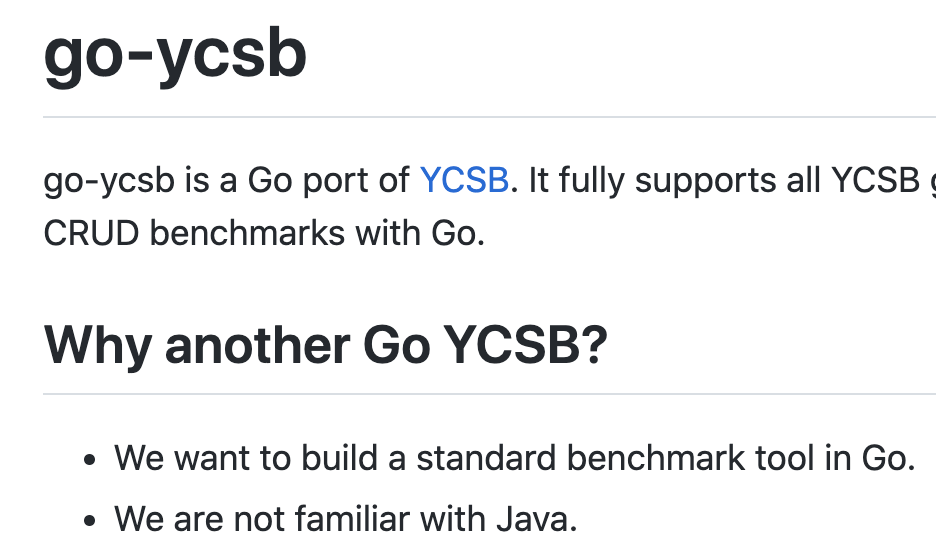 go-ycsb
go-ycsb is a Go port of YCSB. It fully supports all YCSB
CRUD benchmarks with Go.
Why another Go YCSB?
• We want to build a standard benchmark tool in Go.
• We are not familiar with Java.